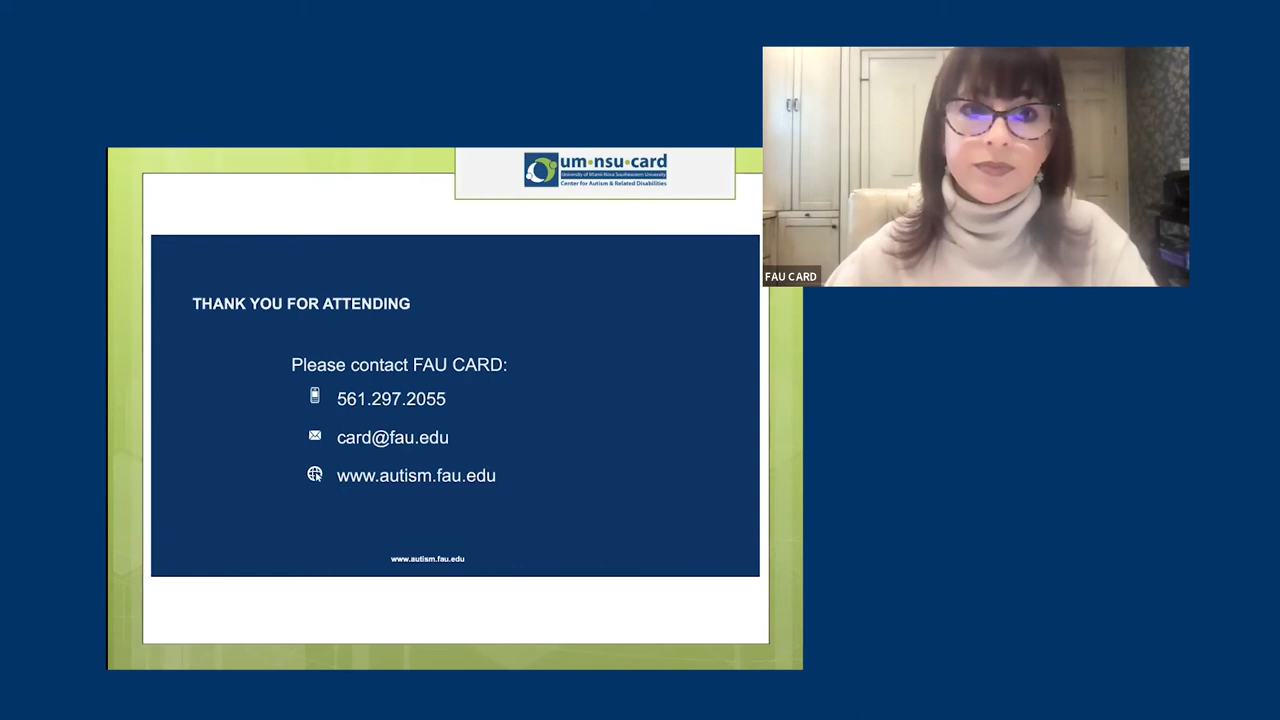 um•nsu•card
University of Miami-Nova Southeastern University
Center for Autism & Related Disabilities
FAU CARD
THANK YOU FOR ATTENDING
Please contact FAU CARD:
561.297.2055
card@fau.edu
www.autism.fau.edu
www.autism.fau.edu